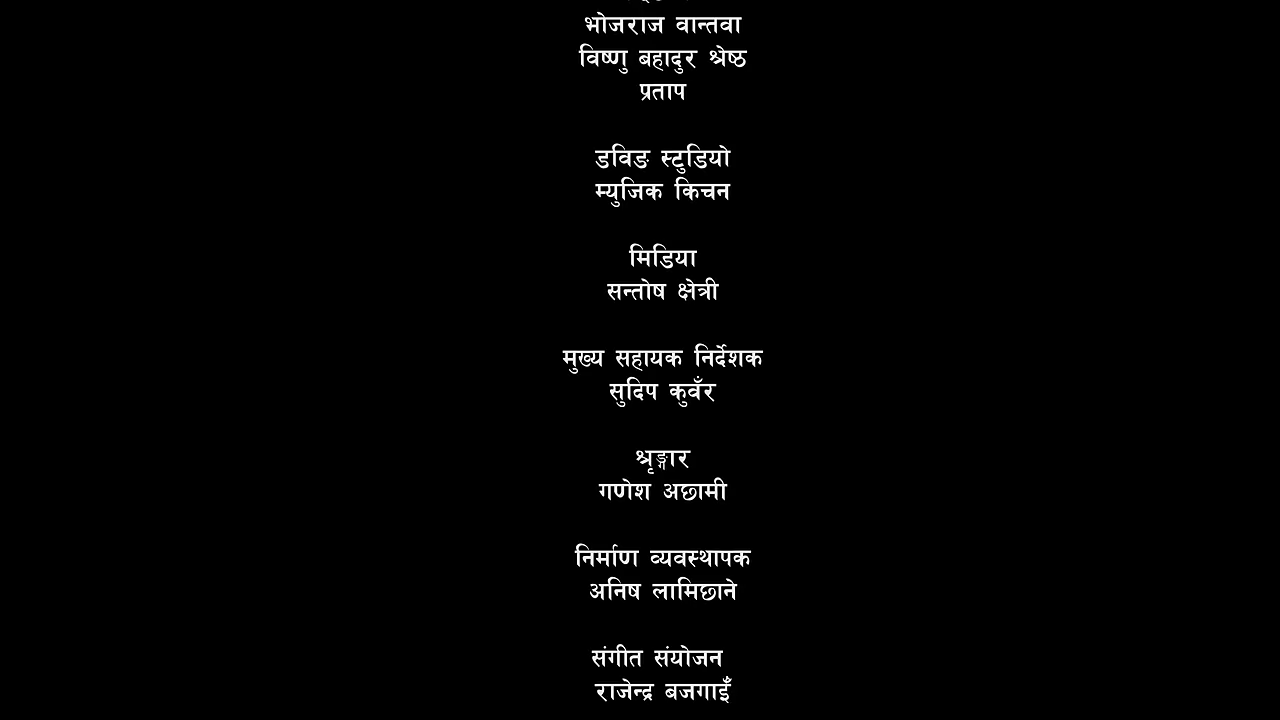 भोजराज वान्तवा
विष्णु बहादुर श्रेष्ठ
प्रताप
डविङ स्टुडियो
म्युजिक किचन
मिडिया
सन्तोष क्षेत्री
मुख्य सहायक निर्देशक
सुदिप कुवँर
श्रृङ्गार
गणेश अछामी
निर्माण व्यवस्थापक
अनिष लामिछाने
संगीत संयोजन
राजेन्द्र बजगाइँ